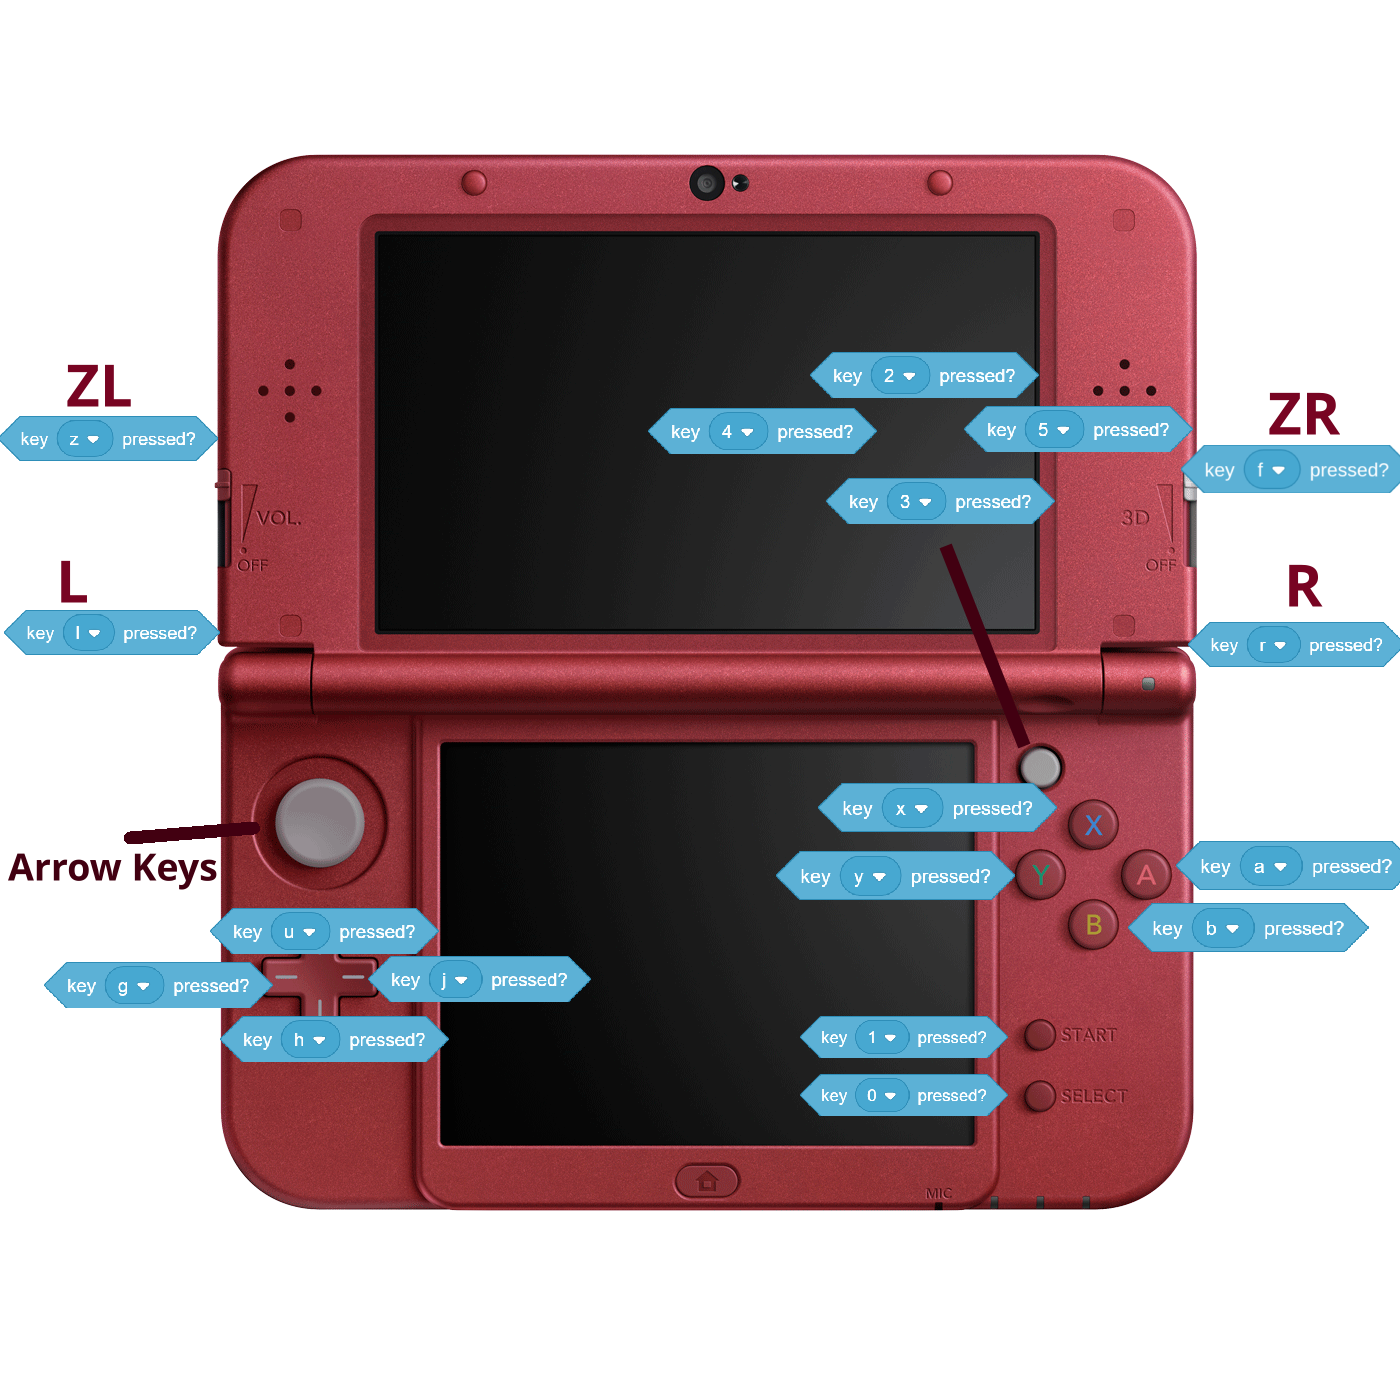 key 2 pressed?
ZL
ZR
key 4 pressed?
key 5 pressed?
key z pressed?
key f pressed?
key 3 pressed?
VOL.
3D
OFF
OFF
L
R
key l pressed?
key r pressed?
key x pressed?
X
Arrow Keys
key y pressed?
Y
A
key a pressed?
key u pressed?
B
key b pressed?
key g pressed?
key j pressed?
key h pressed?
key 1 pressed?
START
key 0 pressed?
SELECT
MIC